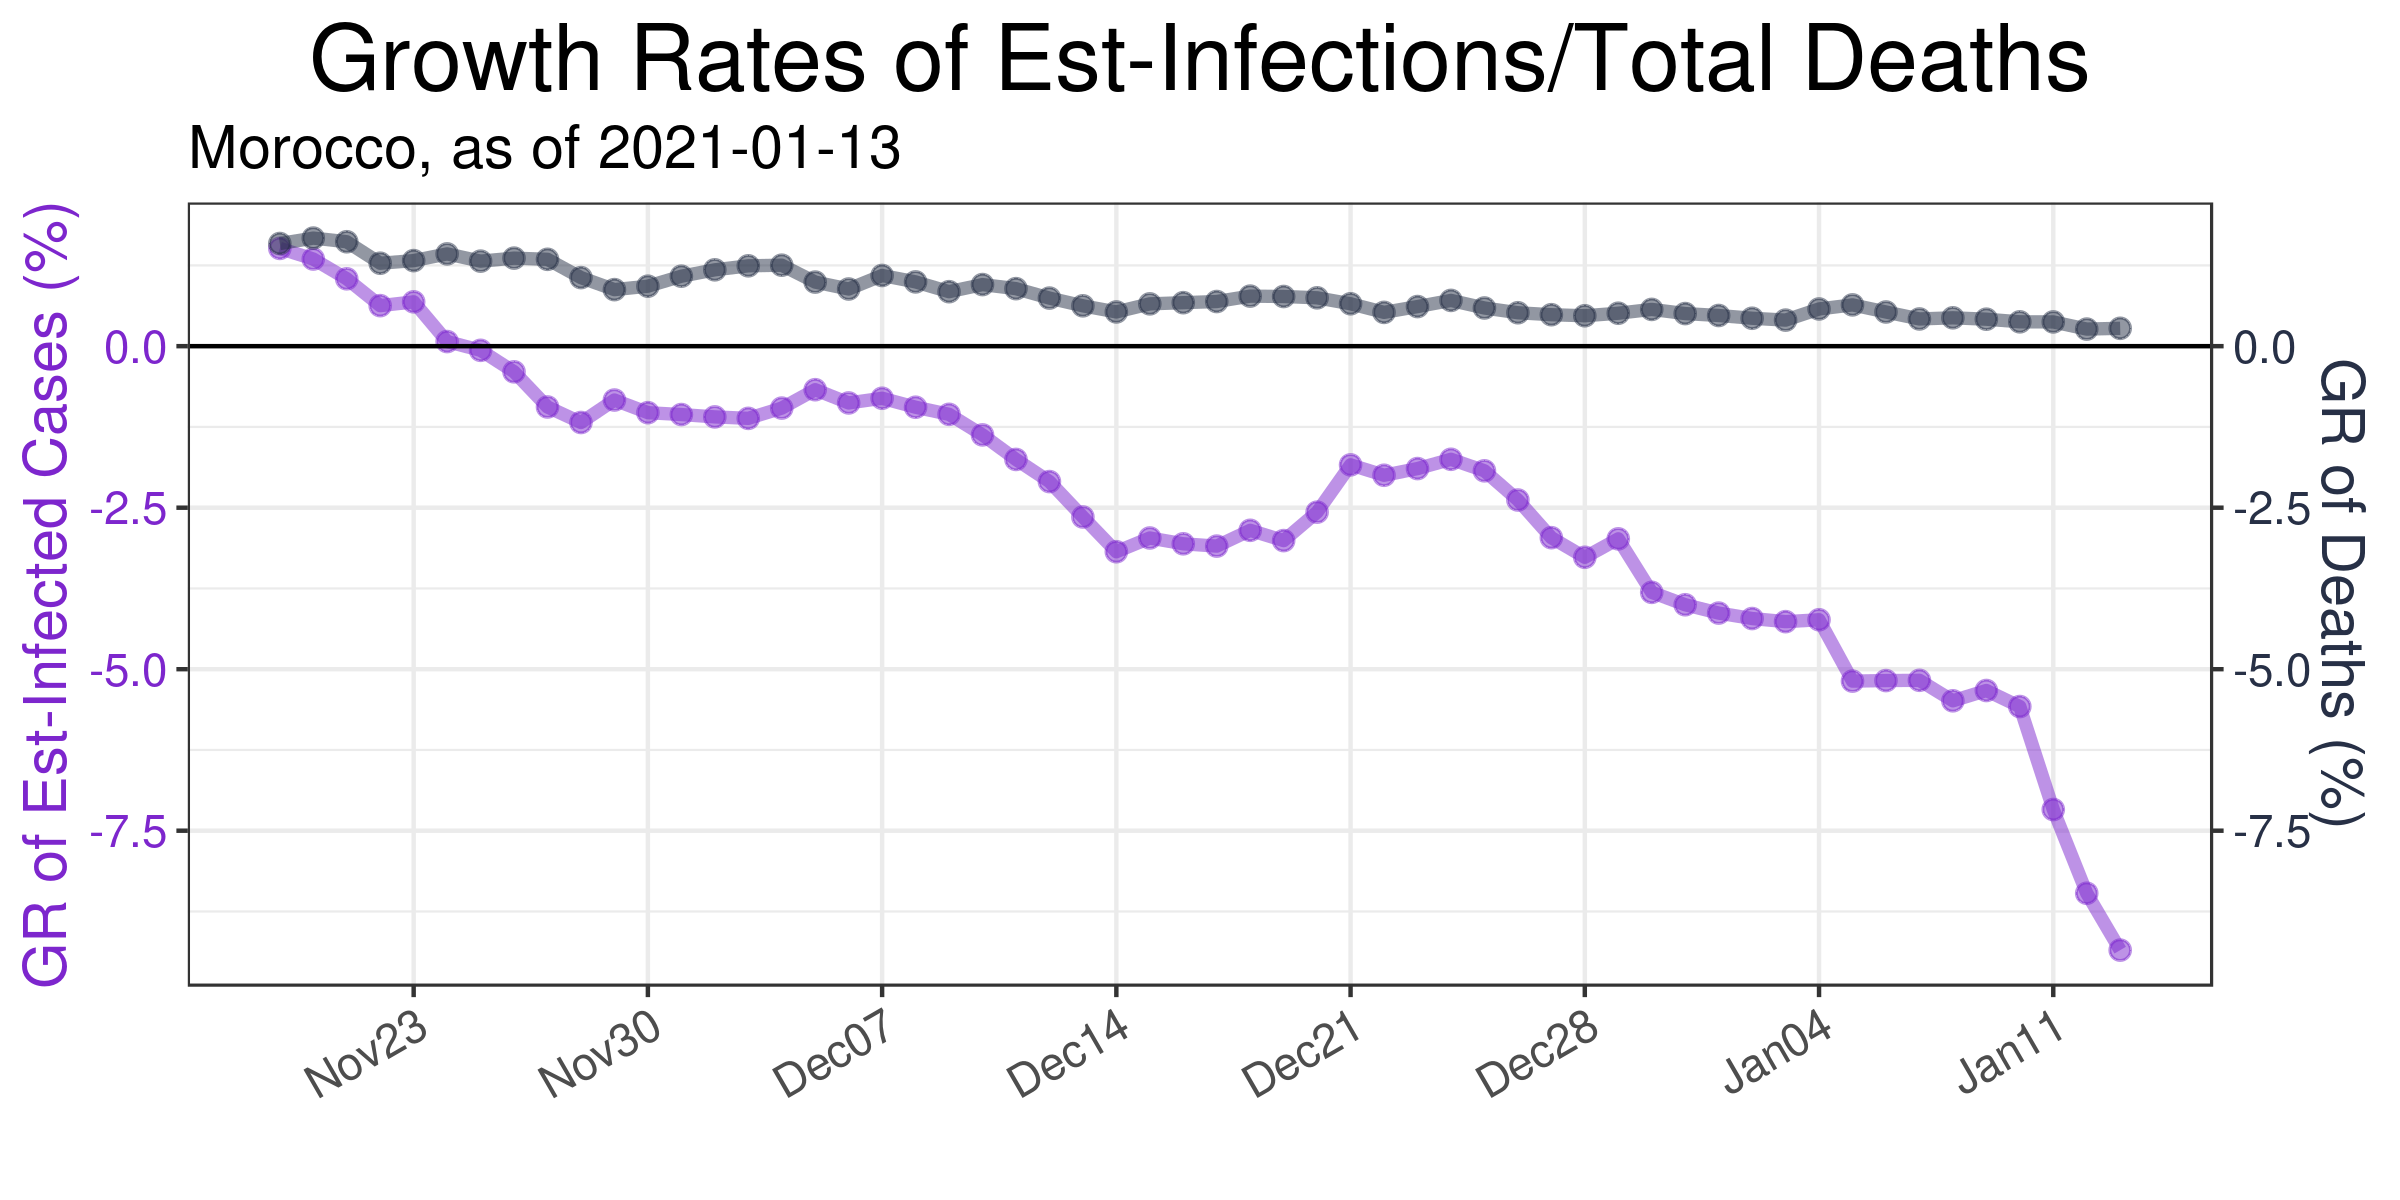 Growth Rates of Est-Infections/Total Deaths
Morocco, as of 2021-01-13
GR of Est-Infected Cases (%)
0.0
-2.5
-5.0
-7.5
0.0
-2.5
-5.0
-7.5
GR of Deaths (%)
Nov23
Nov30
Dec07
Dec14
Dec21
Dec28
Jan04
Jan11